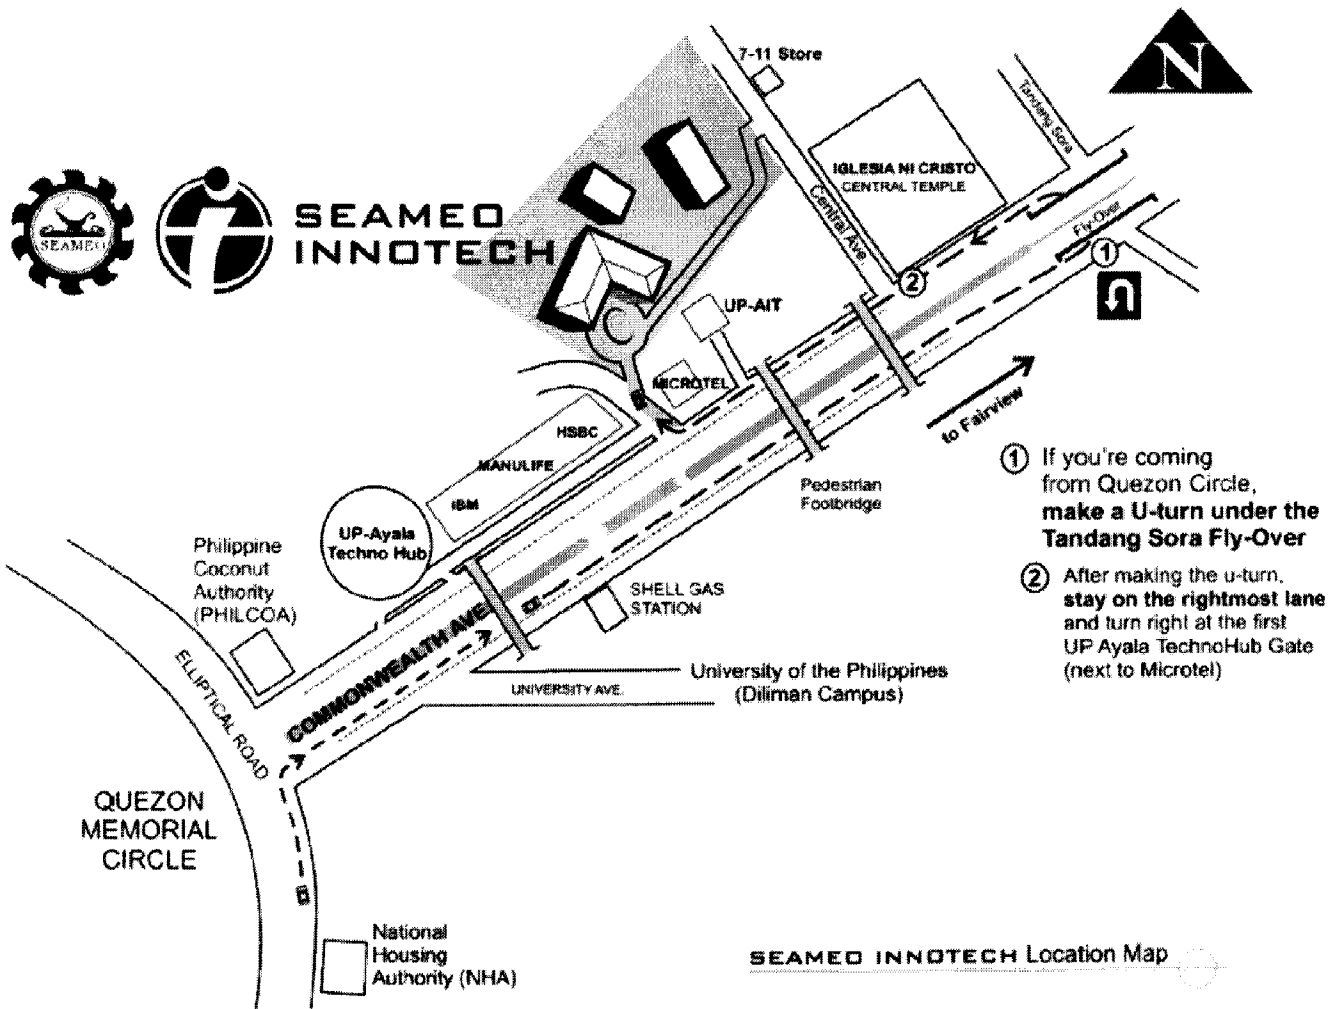 7-11 Store
N
Tandang Sora
IGLESIA NI CRISTO
CENTRAL TEMPLE
SEAMEO
SEAMEO
INNOTECH
Central Ave.
Fly-Over
1
2
UP-AIT
MICROTEL
to Fairview
HSBC
MANULIFE
IBM
Pedestrian
Footbridge
1 If you're coming
from Quezon Circle,
make a U-turn under the
Tandang Sora Fly-Over
2 After making the u-turn,
stay on the rightmost lane
and turn right at the first
UP Ayala TechnoHub Gate
(next to Microtel)
UP-Ayala
Techno Hub
Philippine
Coconut
Authority
(PHILCOA)
SHELL GAS
STATION
COMMONWEALTH AVE.
University of the Philippines
(Diliman Campus)
UNIVERSITY AVE.
ELLIPTICAL ROAD
QUEZON
MEMORIAL
CIRCLE
National
Housing
Authority (NHA)
SEAMEO INNOTECH Location Map